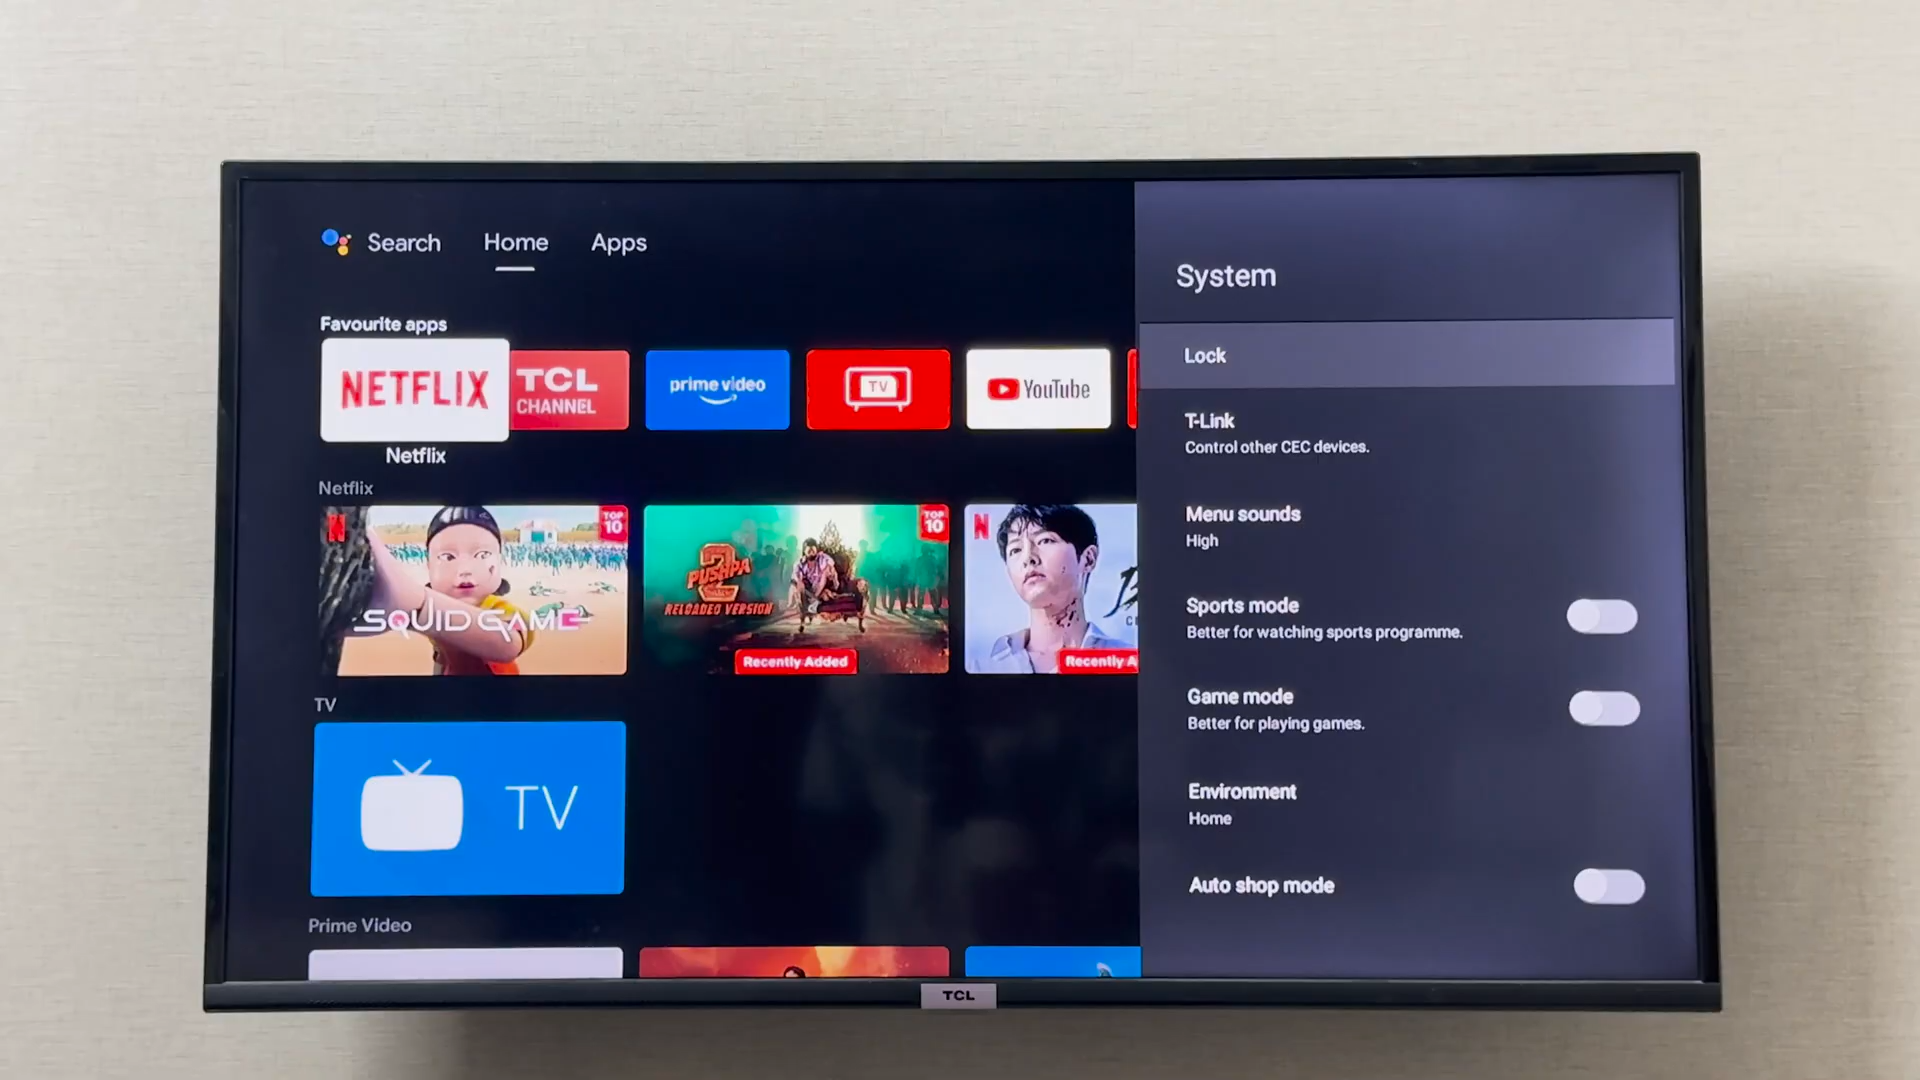 Search
Home
Apps
Favourite apps
NETFLIX
TCL
CHANNEL
prime video
TV
YouTube
Netflix
Netflix
N
TOP
10
SQUID GAME
TOP
10
PUSHPA
2
RELOADED VERSION
Recently Added
N
Recently A
TV
TV
Prime Video
System
Lock
T-Link
Control other CEC devices.
Menu sounds
High
Sports mode
Better for watching sports programme.
Game mode
Better for playing games.
Environment
Home
Auto shop mode
TCL